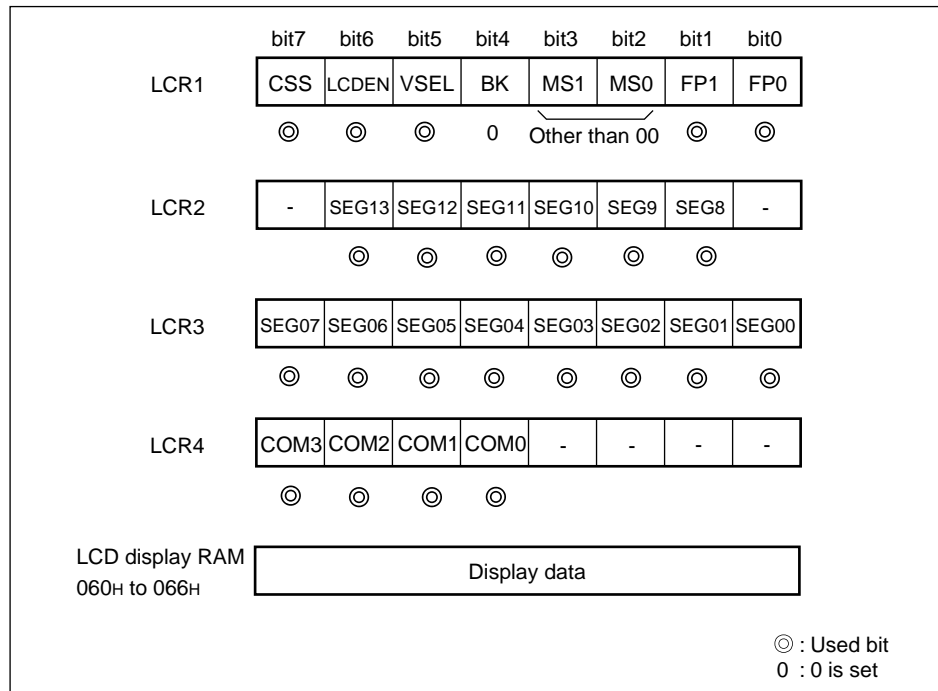 bit7 bit6 bit5 bit4 bit3 bit2 bit1 bit0
LCR1 CSS LCDEN VSEL BK MS1 MS0 FP1 FP0
◎ ◎ ◎ 0 Other than 00 ◎ ◎
LCR2 - SEG13 SEG12 SEG11 SEG10 SEG9 SEG8 -
◎ ◎ ◎ ◎ ◎ ◎
LCR3 SEG07 SEG06 SEG05 SEG04 SEG03 SEG02 SEG01 SEG00
◎ ◎ ◎ ◎ ◎ ◎ ◎ ◎
LCR4 COM3 COM2 COM1 COM0 - - - -
◎ ◎ ◎ ◎
LCD display RAM
060H to 066H
Display data
◎ : Used bit
0 : 0 is set